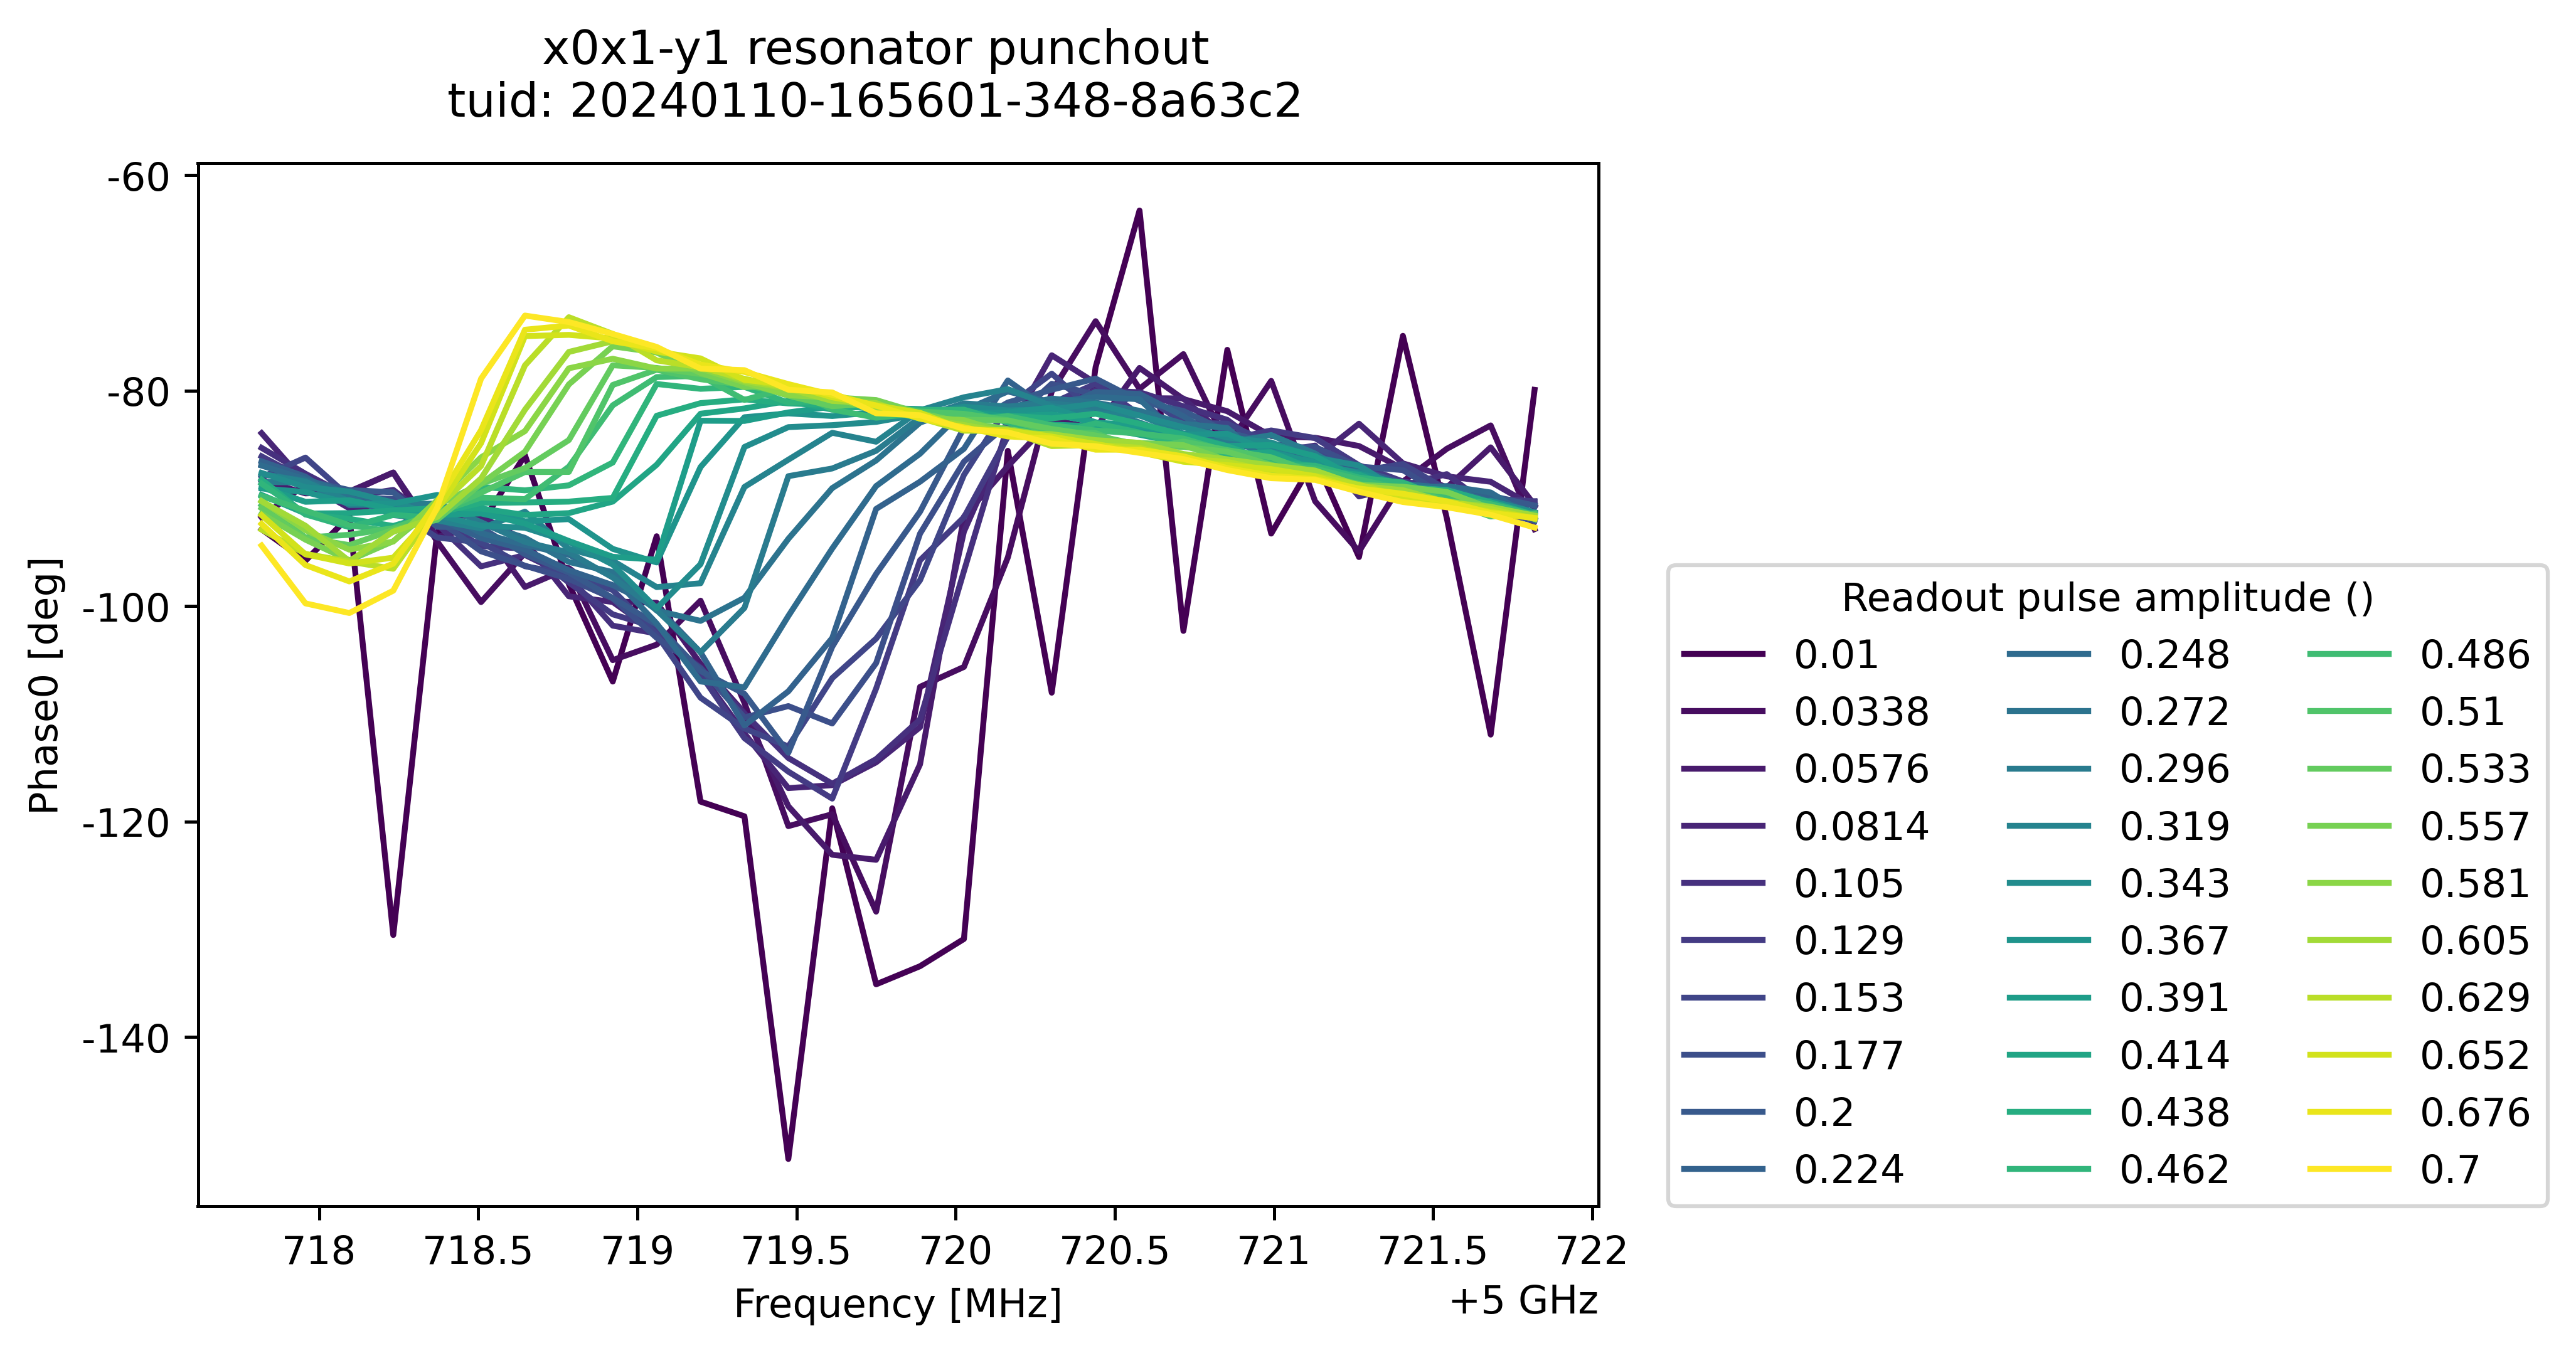 x0x1-y1 resonator punchout
tuid: 20240110-165601-348-8a63c2
-60
-80
-100
-120
-140
Phase0 [deg]
718 718.5 719 719.5 720 720.5 721 721.5 722
Frequency [MHz]
+5 GHz
Readout pulse amplitude ()
0.01 0.248 0.486
0.0338 0.272 0.51
0.0576 0.296 0.533
0.0814 0.319 0.557
0.105 0.343 0.581
0.129 0.367 0.605
0.153 0.391 0.629
0.177 0.414 0.652
0.2 0.438 0.676
0.224 0.462 0.7